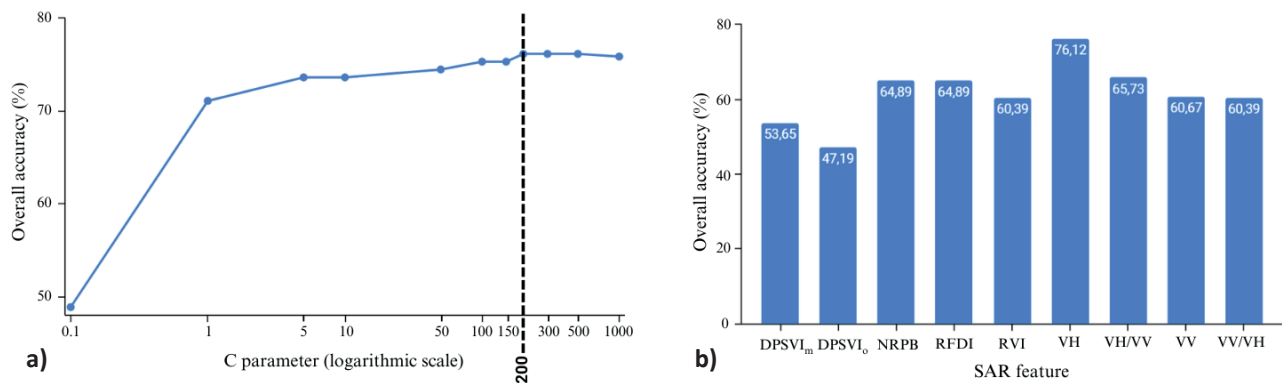 80
70
60
50
Overall accuracy (%)
0.1 1 5 10 50 100 150 300 500 1000
200
C parameter (logarithmic scale)
a)
80
60
40
20
0
Overall accuracy (%)
53,65 47,19 64,89 64,89 60,39 76,12 65,73 60,67 60,39
DPSVIm DPSVIo NRPB RFDI RVI VH VH/VV VV VV/VH
SAR feature
b)